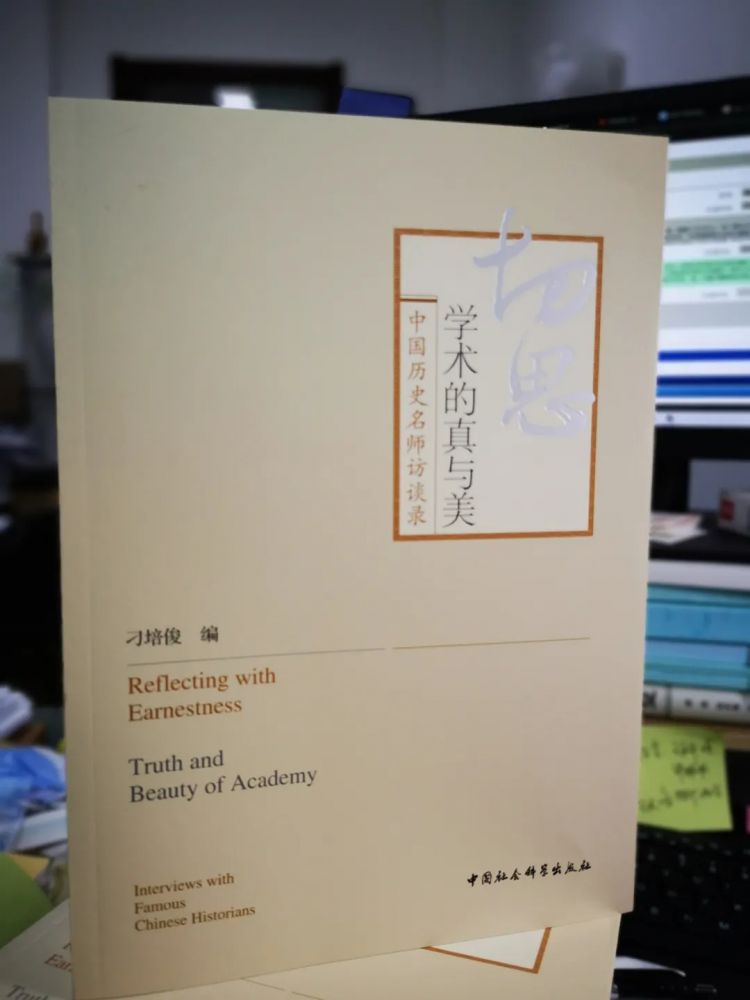 切思
学术的真与美
中国历史名师访谈录
刁培俊 编
Reflecting with
Earnestness
Truth and
Beauty of Academy
Interviews with
Famous
Chinese Historians
中国社会科学出版社